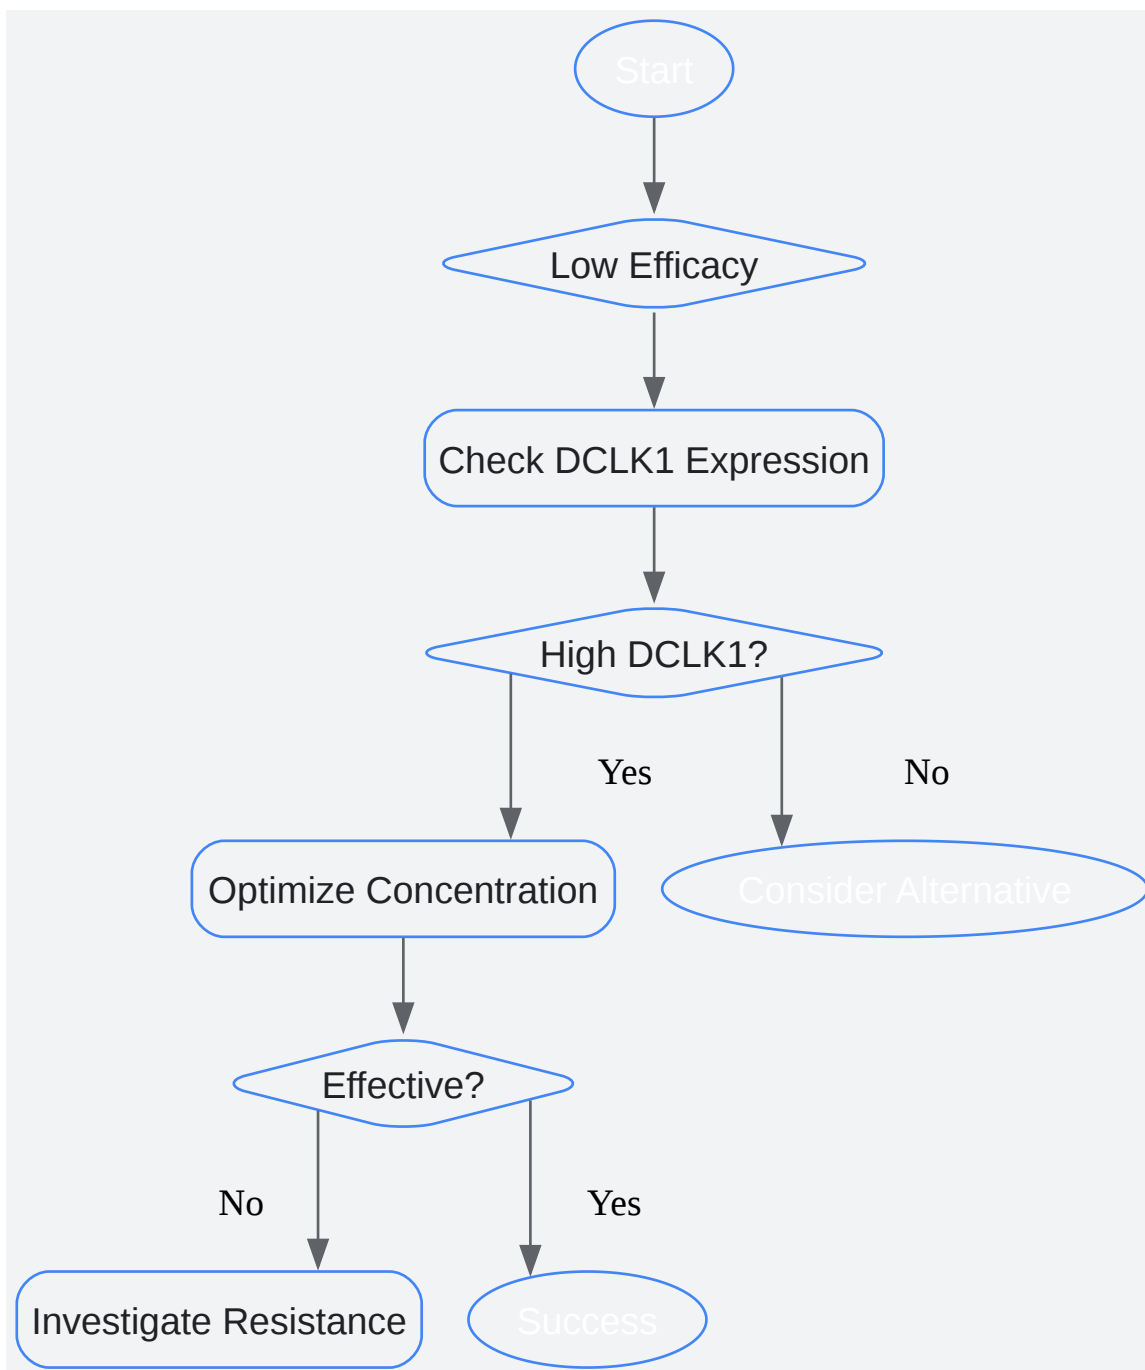 Start
Low Efficacy
Check DCLK1 Expression
High DCLK1?
Yes
No
Optimize Concentration
Consider Alternative
Effective?
No
Yes
Investigate Resistance
Success